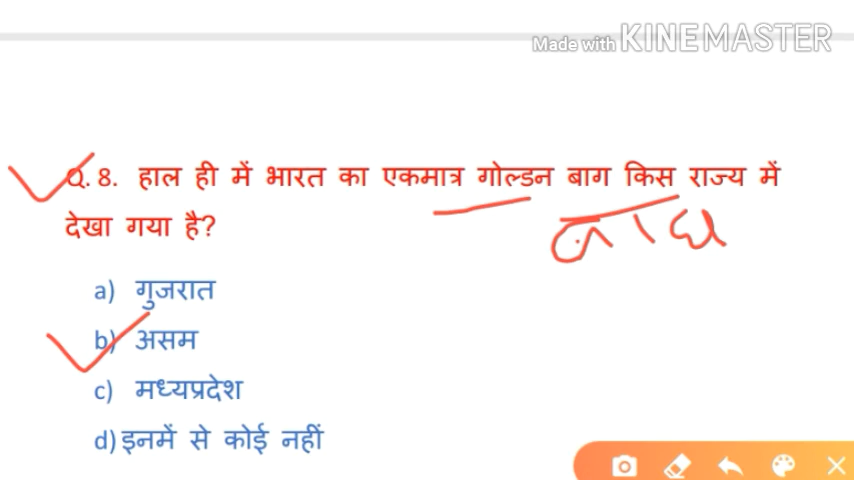 Made with KINEMASTER
Q. 8. हाल ही में भारत का एकमात्र गोल्डन बाग किस राज्य में
देखा गया है?
बाघ
a) गुजरात
b) असम
c) मध्यप्रदेश
d) इनमें से कोई नहीं